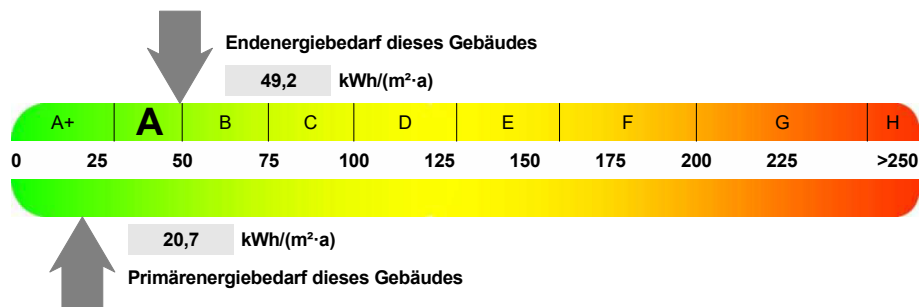 Endenergiebedarf dieses Gebäudes
49,2 kWh/(m²·a)
A+ A B C D E F G H
0 25 50 75 100 125 150 175 200 225 >250
20,7 kWh/(m²·a)
Primärenergiebedarf dieses Gebäudes